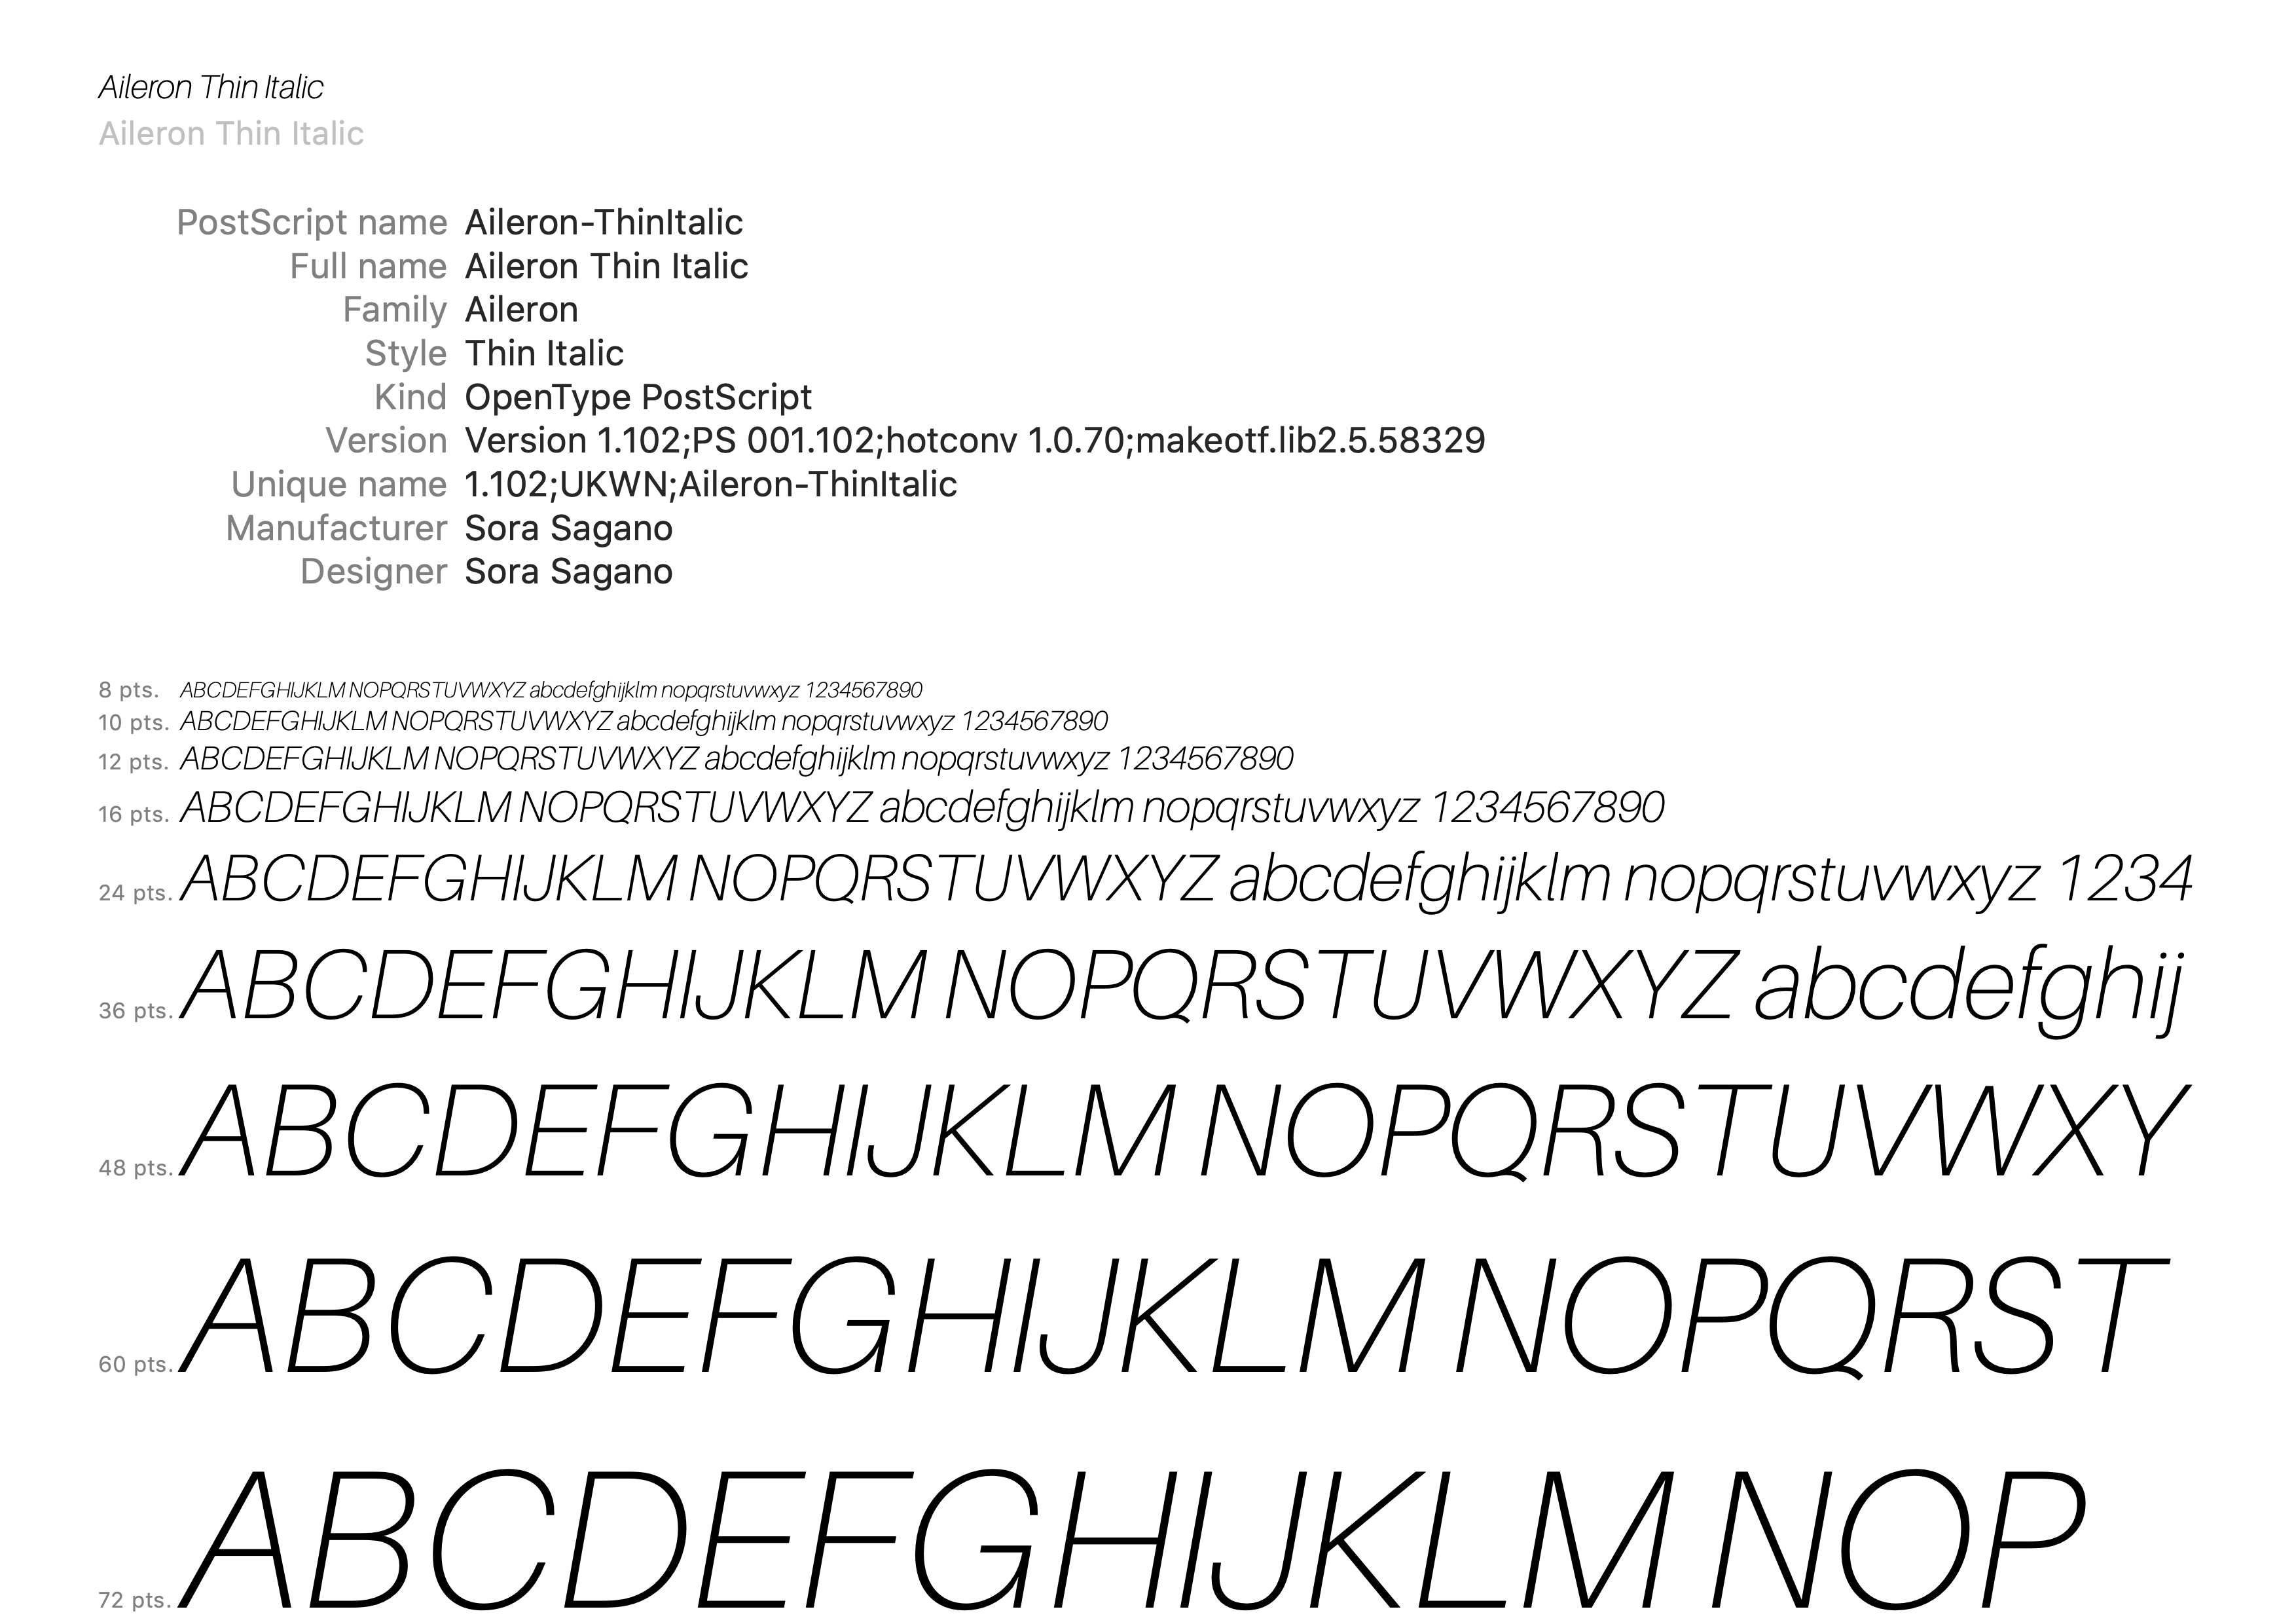 Aileron Thin Italic
Aileron Thin Italic
PostScript name Aileron-ThinItalic
Full name Aileron Thin Italic
Family Aileron
Style Thin Italic
Kind OpenType PostScript
Version Version 1.102;PS 001.102;hotconv 1.0.70;makeotf.lib2.5.58329
Unique name 1.102;UKWN;Aileron-ThinItalic
Manufacturer Sora Sagano
Designer Sora Sagano
8 pts. ABCDEFGHIJKLM NOPQRSTUVWXYZ abcdefghijklm nopqrstuvwxyz 1234567890
10 pts. ABCDEFGHIJKLM NOPQRSTUVWXYZ abcdefghijklm nopqrstuvwxyz 1234567890
12 pts. ABCDEFGHIJKLM NOPQRSTUVWXYZ abcdefghijklm nopqrstuvwxyz 1234567890
16 pts. ABCDEFGHIJKLM NOPQRSTUVWXYZ abcdefghijklm nopqrstuvwxyz 1234567890
24 pts. ABCDEFGHIJKLM NOPQRSTUVWXYZ abcdefghijklm nopqrstuvwxyz 1234
36 pts. ABCDEFGHIJKLM NOPQRSTUVWXYZ abcdefghij
48 pts. ABCDEFGHIJKLM NOPQRSTUVWXY
60 pts. ABCDEFGHIJKLM NOPQRST
72 pts. ABCDEFGHIJKLM NOP